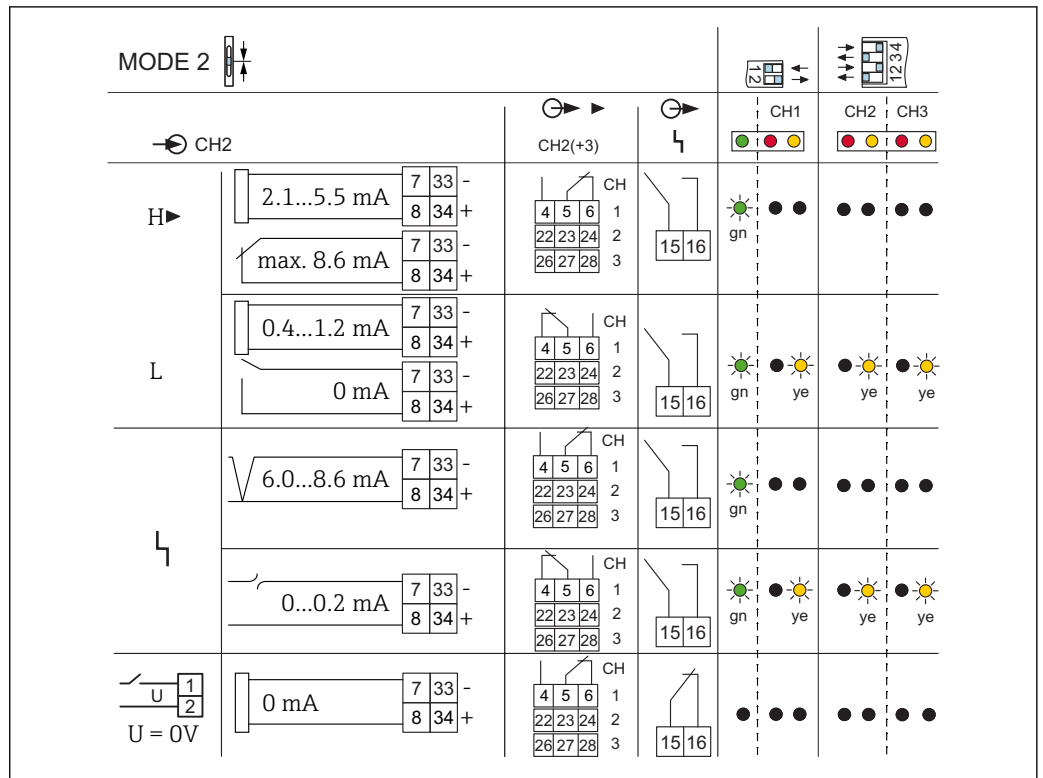 MODE 2
1 2
1 2 3 4
CH1 CH2 CH3
CH2
CH2(+3)
H
2.1...5.5 mA 7 33 -
8 34 +
max. 8.6 mA 7 33 -
8 34 +
CH
4 5 6 1
22 23 24 2
26 27 28 3
15 16
gn
L
0.4...1.2 mA 7 33 -
8 34 +
0 mA 7 33 -
8 34 +
CH
4 5 6 1
22 23 24 2
26 27 28 3
15 16
gn ye ye ye
6.0...8.6 mA 7 33 -
8 34 +
CH
4 5 6 1
22 23 24 2
26 27 28 3
15 16
gn
0...0.2 mA 7 33 -
8 34 +
CH
4 5 6 1
22 23 24 2
26 27 28 3
15 16
gn ye ye ye
U 1
2
U = 0V
0 mA 7 33 -
8 34 +
CH
4 5 6 1
22 23 24 2
26 27 28 3
15 16